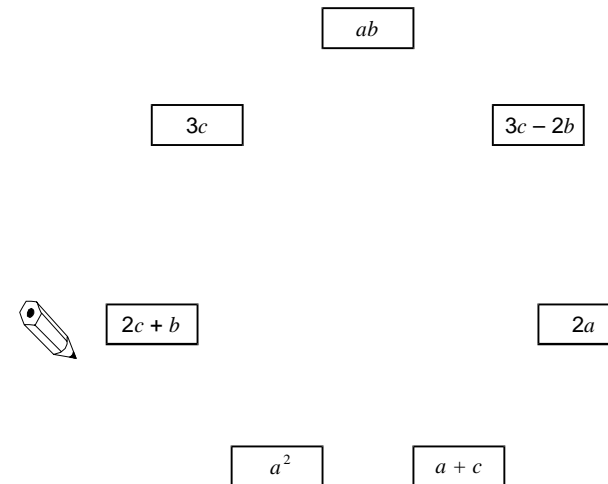 ab
3c
3c – 2b
2c + b
2a
a²
a + c